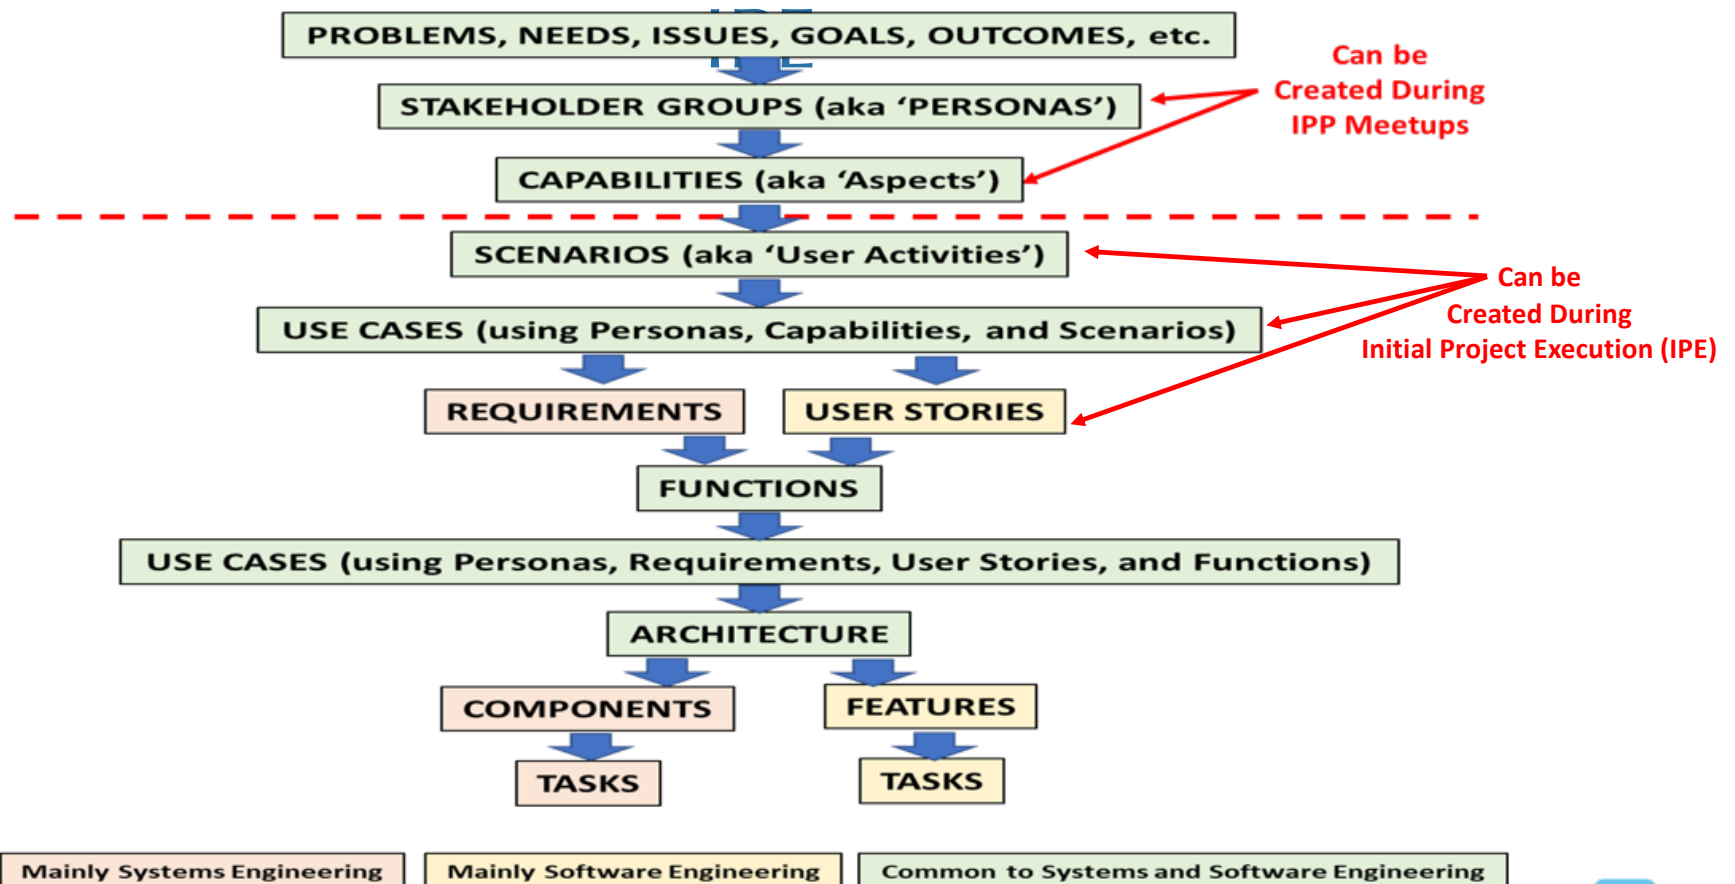 PROBLEMS, NEEDS, ISSUES, GOALS, OUTCOMES, etc.
Can be
Created During
IPP Meetups
STAKEHOLDER GROUPS (aka ‘PERSONAS’)
CAPABILITIES (aka ‘Aspects’)
SCENARIOS (aka ‘User Activities’)
Can be
Created During
Initial Project Execution (IPE)
USE CASES (using Personas, Capabilities, and Scenarios)
REQUIREMENTS
USER STORIES
FUNCTIONS
USE CASES (using Personas, Requirements, User Stories, and Functions)
ARCHITECTURE
COMPONENTS
FEATURES
TASKS
TASKS
Mainly Systems Engineering
Mainly Software Engineering
Common to Systems and Software Engineering